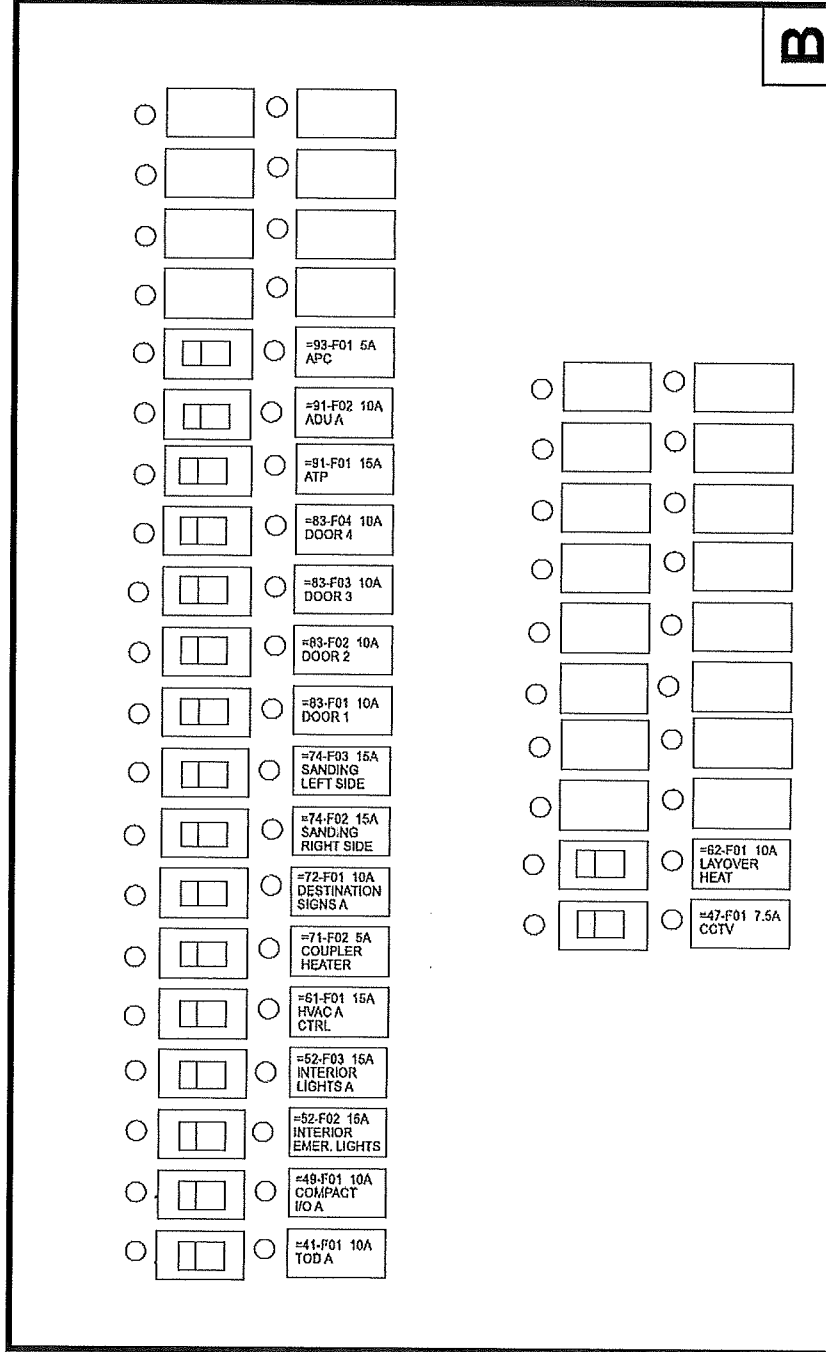 B
=93-F01 5A
APC
=91-F02 10A
ADU A
=91-F01 15A
ATP
=83-F04 10A
DOOR 4
=83-F03 10A
DOOR 3
=83-F02 10A
DOOR 2
=83-F01 10A
DOOR 1
=74-F03 15A
SANDING
LEFT SIDE
=74-F02 15A
SANDING
RIGHT SIDE
=72-F01 10A
DESTINATION
SIGNS A
=71-F02 5A
COUPLER
HEATER
=61-F01 15A
HVAC A
CTRL
=52-F03 15A
INTERIOR
LIGHTS A
=52-F02 15A
INTERIOR
EMER. LIGHTS
=49-F01 10A
COMPACT
I/O A
=41-F01 10A
TOD A
=62-F01 10A
LAYOVER
HEAT
=47-F01 7.5A
CCTV